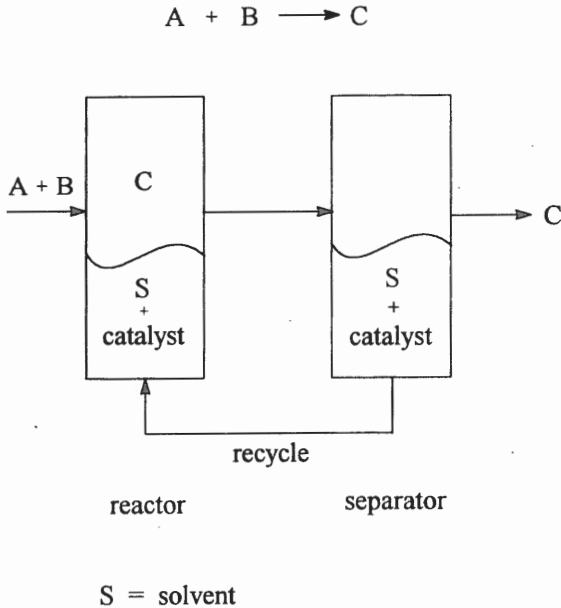 A + B → C
A + B
C
C
S
+
catalyst
S
+
catalyst
recycle
reactor
separator
S = solvent